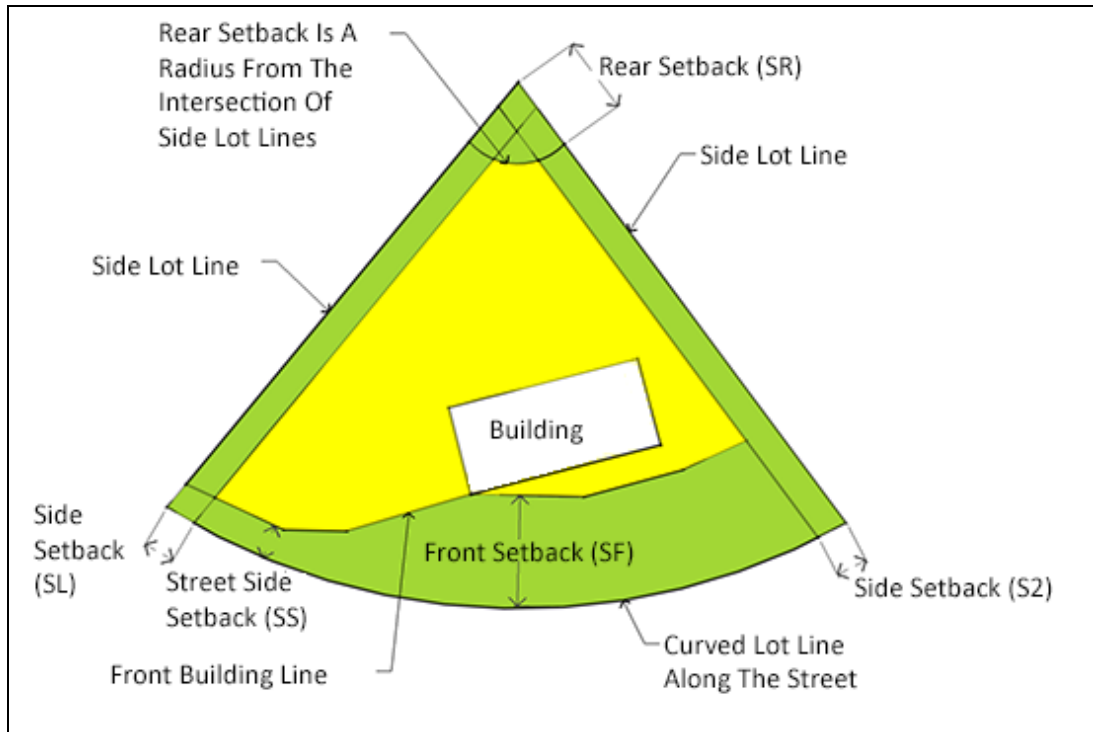 Rear Setback Is A
Radius From The
Intersection Of
Side Lot Lines
Rear Setback (SR)
Side Lot Line
Side Lot Line
Building
Side
Setback
(SL)
Street Side
Setback (SS)
Front Setback (SF)
Side Setback (S2)
Front Building Line
Curved Lot Line
Along The Street